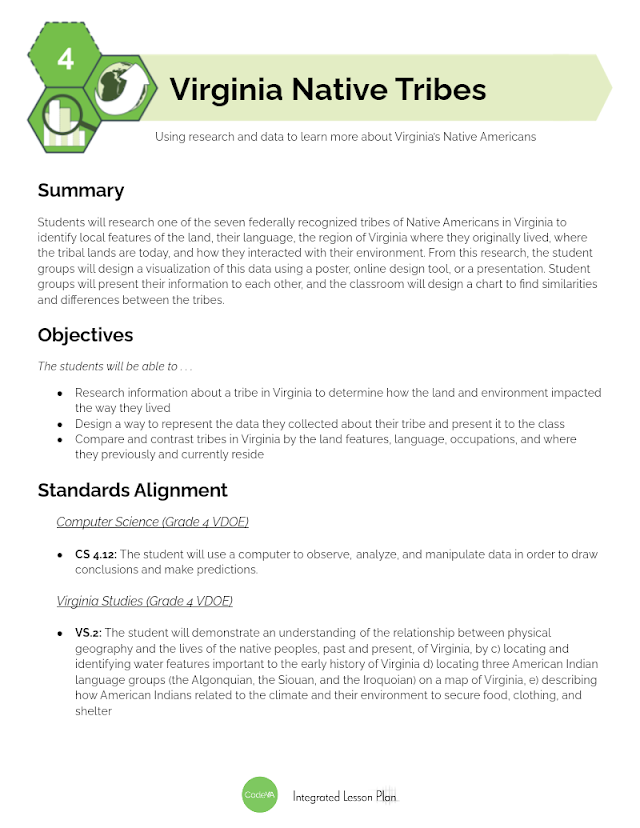 4
Virginia Native Tribes
Using research and data to learn more about Virginia's Native Americans
Summary
Students will research one of the seven federally recognized tribes of Native Americans in Virginia to
identify local features of the land, their language, the region of Virginia where they originally lived, where
the tribal lands are today, and how they interacted with their environment. From this research, the student
groups will design a visualization of this data using a poster, online design tool, or a presentation. Student
groups will present their information to each other, and the classroom will design a chart to find similarities
and differences between the tribes.
Objectives
The students will be able to . . .
● Research information about a tribe in Virginia to determine how the land and environment impacted
the way they lived
● Design a way to represent the data they collected about their tribe and present it to the class
● Compare and contrast tribes in Virginia by the land features, language, occupations, and where
they previously and currently reside
Standards Alignment
Computer Science (Grade 4 VDOE)
● CS 4.12: The student will use a computer to observe, analyze, and manipulate data in order to draw
conclusions and make predictions.
Virginia Studies (Grade 4 VDOE)
● VS.2: The student will demonstrate an understanding of the relationship between physical
geography and the lives of the native peoples, past and present, of Virginia, by c) locating and
identifying water features important to the early history of Virginia d) locating three American Indian
language groups (the Algonquian, the Siouan, and the Iroquoian) on a map of Virginia, e) describing
how American Indians related to the climate and their environment to secure food, clothing, and
shelter
CodeVA Integrated Lesson Plan